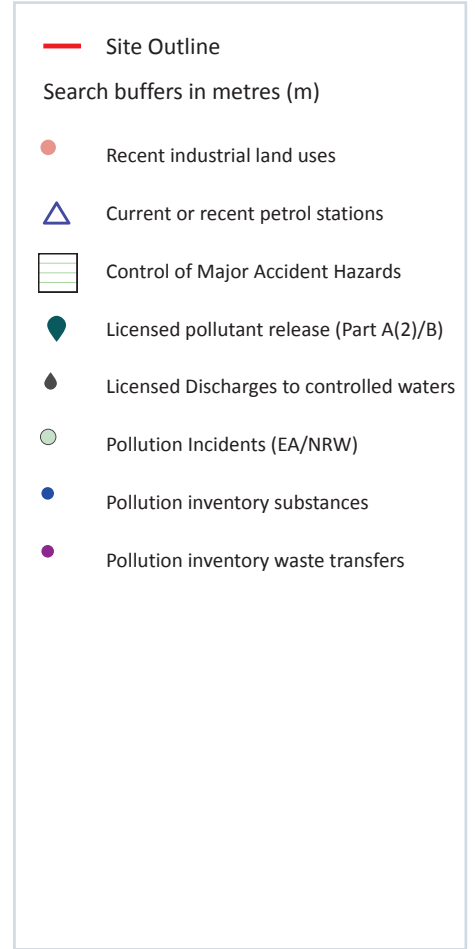 Site Outline
Search buffers in metres (m)
Recent industrial land uses
Current or recent petrol stations
Control of Major Accident Hazards
Licensed pollutant release (Part A(2)/B)
Licensed Discharges to controlled waters
Pollution Incidents (EA/NRW)
Pollution inventory substances
Pollution inventory waste transfers